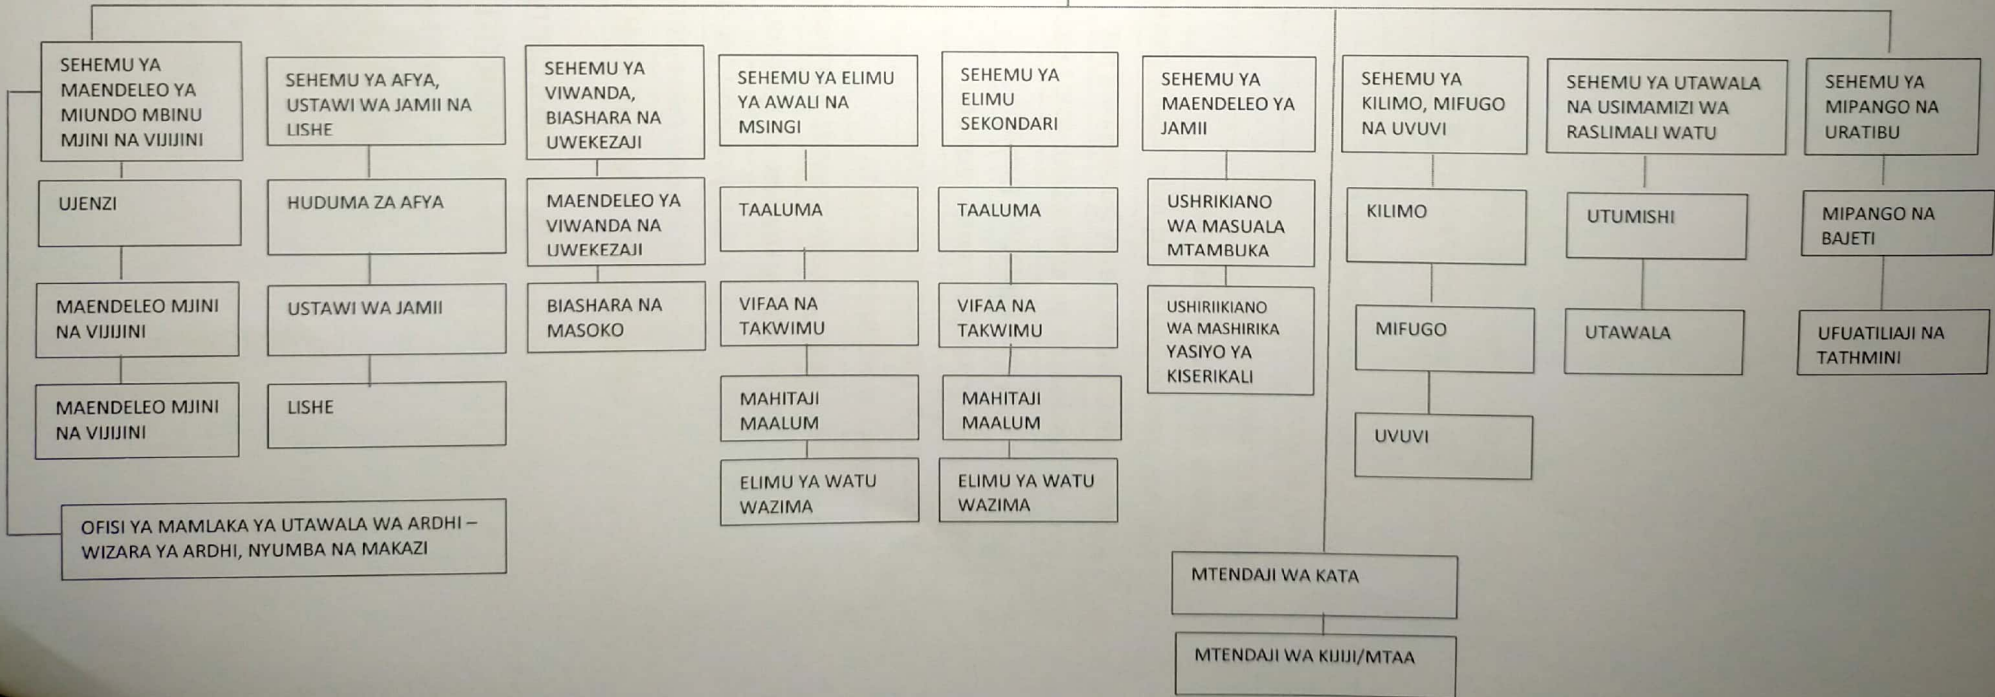 SEHEMU YA
MAENDELEO YA
MIUNDO MBINU
MJINI NA VIJIJINI
UJENZI
MAENDELEO MJINI
NA VIJIJINI
MAENDELEO MJINI
NA VIJIJINI
OFISI YA MAMLAKA YA UTAWALA WA ARDHI –
WIZARA YA ARDHI, NYUMBA NA MAKAZI
SEHEMU YA AFYA,
USTAWI WA JAMII NA
LISHE
HUDUMA ZA AFYA
USTAWI WA JAMII
LISHE
SEHEMU YA
VIWANDA,
BIASHARA NA
UWEKEZAJI
MAENDELEO YA
VIWANDA NA
UWEKEZAJI
BIASHARA NA
MASOKO
SEHEMU YA ELIMU
YA AWALI NA
MSINGI
TAALUMA
VIFAA NA
TAKWIMU
MAHITAJI
MAALUM
ELIMU YA WATU
WAZIMA
SEHEMU YA
ELIMU
SEKONDARI
TAALUMA
VIFAA NA
TAKWIMU
MAHITAJI
MAALUM
ELIMU YA WATU
WAZIMA
SEHEMU YA
MAENDELEO YA
JAMII
USHRIKIANO
WA MASUALA
MTAMBUKA
USHIRIIKIANO
WA MASHIRIKA
YASIYO YA
KISERIKALI
SEHEMU YA
KILIMO, MIFUGO
NA UVUVI
KILIMO
MIFUGO
UVUVI
SEHEMU YA UTAWALA
NA USIMAMIZI WA
RASLIMALI WATU
UTUMISHI
UTAWALA
SEHEMU YA
MIPANGO NA
URATIBU
MIPANGO NA
BAJETI
UFUATILIAJI NA
TATHMINI
MTENDAJI WA KATA
MTENDAJI WA KIJIJI/MTAA